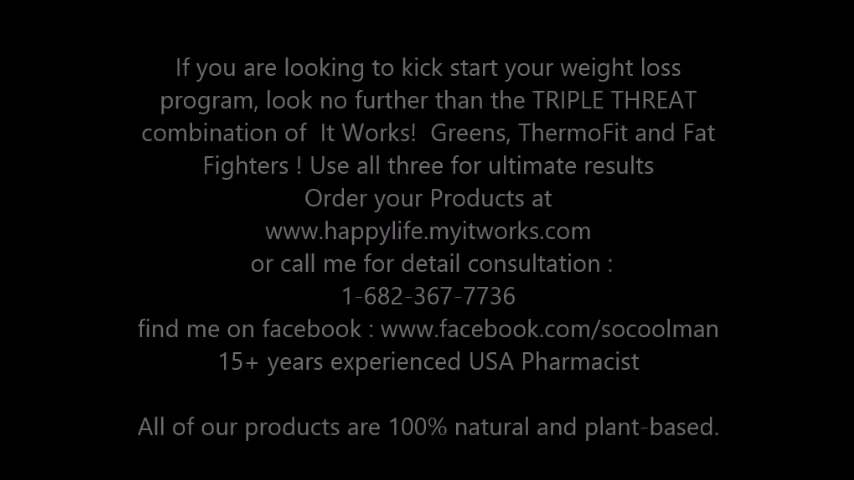 If you are looking to kick start your weight loss
program, look no further than the TRIPLE THREAT
combination of  It Works!  Greens, ThermoFit and Fat
Fighters ! Use all three for ultimate results
Order your Products at
www.happylife.myitworks.com
or call me for detail consultation :
1-682-367-7736
find me on facebook : www.facebook.com/socoolman
15+ years experienced USA Pharmacist
All of our products are 100% natural and plant-based.